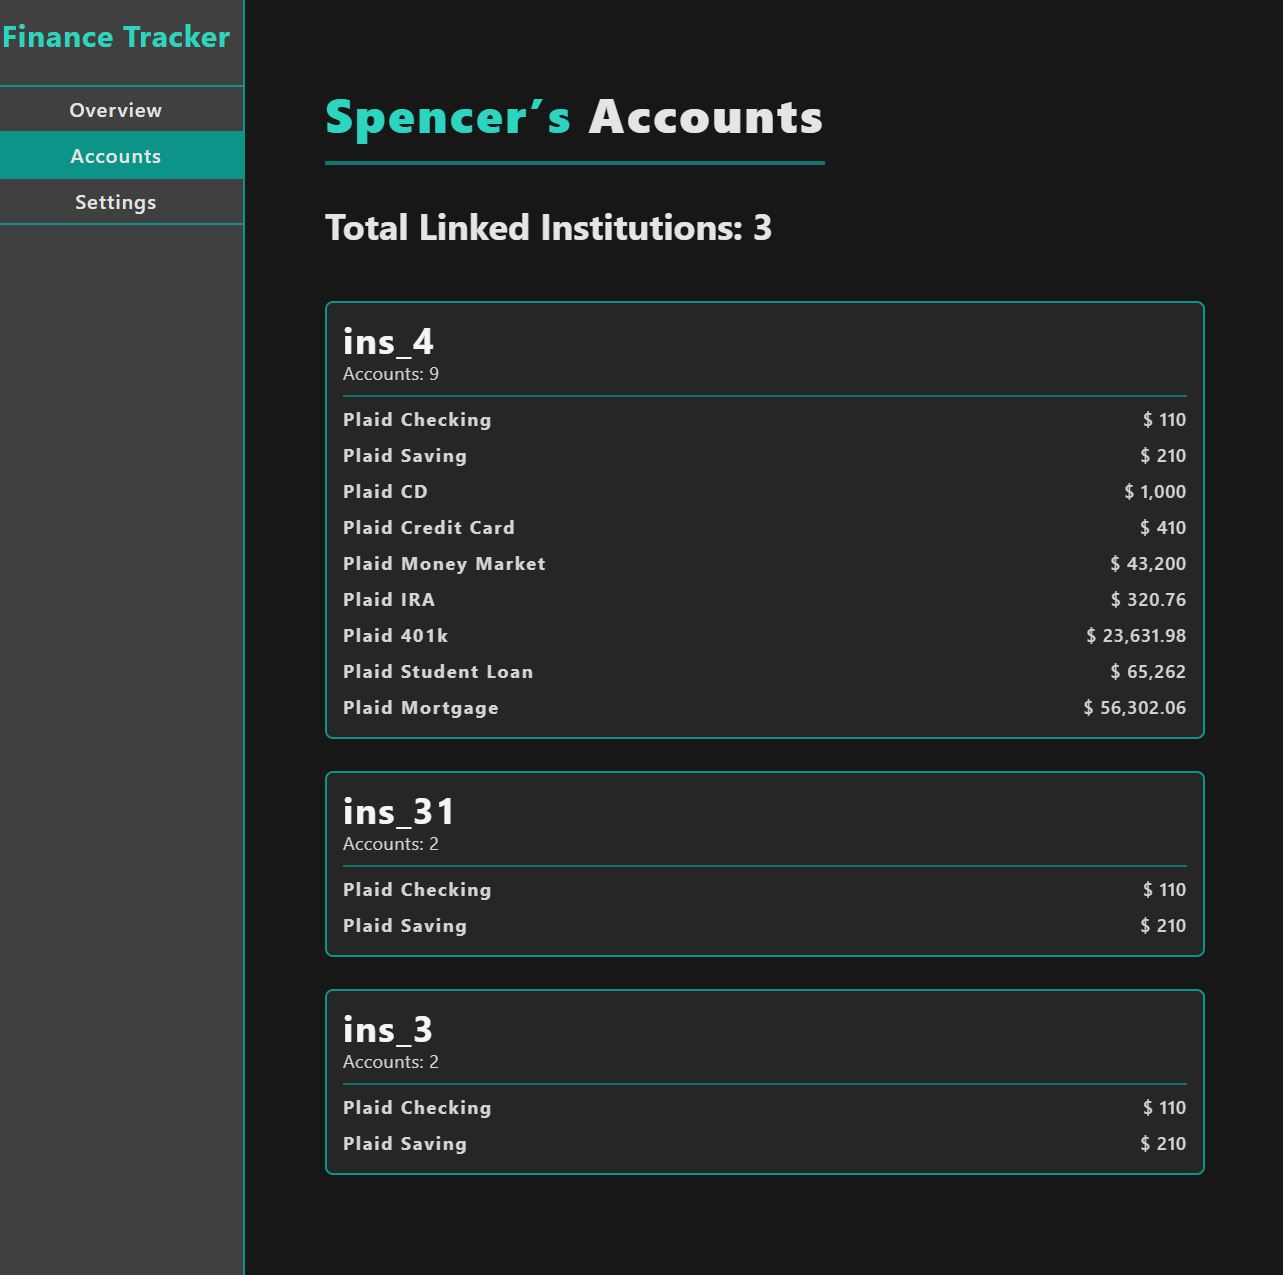 Finance Tracker
Overview
Accounts
Settings
Spencer’s Accounts
Total Linked Institutions: 3
ins_4
Accounts: 9
Plaid Checking $ 110
Plaid Saving $ 210
Plaid CD $ 1,000
Plaid Credit Card $ 410
Plaid Money Market $ 43,200
Plaid IRA $ 320.76
Plaid 401k $ 23,631.98
Plaid Student Loan $ 65,262
Plaid Mortgage $ 56,302.06
ins_31
Accounts: 2
Plaid Checking $ 110
Plaid Saving $ 210
ins_3
Accounts: 2
Plaid Checking $ 110
Plaid Saving $ 210